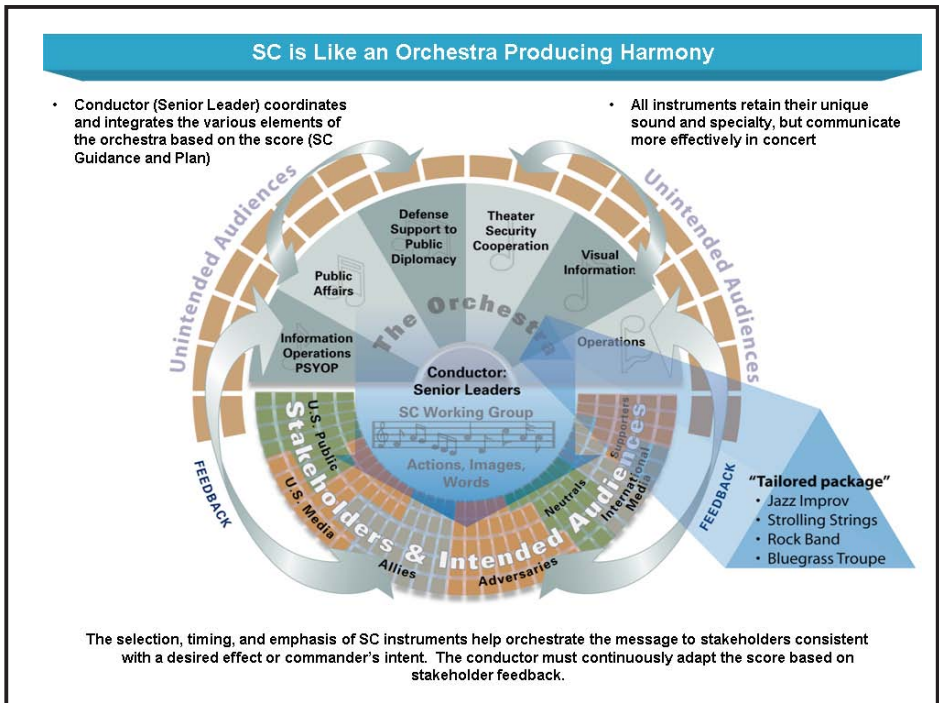 SC is Like an Orchestra Producing Harmony
• Conductor (Senior Leader) coordinates
and integrates the various elements of
the orchestra based on the score (SC
Guidance and Plan)
• All instruments retain their unique
sound and specialty, but communicate
more effectively in concert
Unintended Audiences
Unintended Audiences
Defense
Support to
Public
Diplomacy
Theater
Security
Cooperation
Public
Affairs
Visual
Information
Information
Operations
PSYOP
Operations
The Orchestra
Conductor:
Senior Leaders
SC Working Group
Actions, Images,
Words
Stakeholders & Intended Audiences
U.S. Public
U.S. Media
Allies
Adversaries
Neutrals
International
Media
Supporters
FEEDBACK
FEEDBACK
“Tailored package”
• Jazz Improv
• Strolling Strings
• Rock Band
• Bluegrass Troupe
The selection, timing, and emphasis of SC instruments help orchestrate the message to stakeholders consistent
with a desired effect or commander’s intent. The conductor must continuously adapt the score based on
stakeholder feedback.